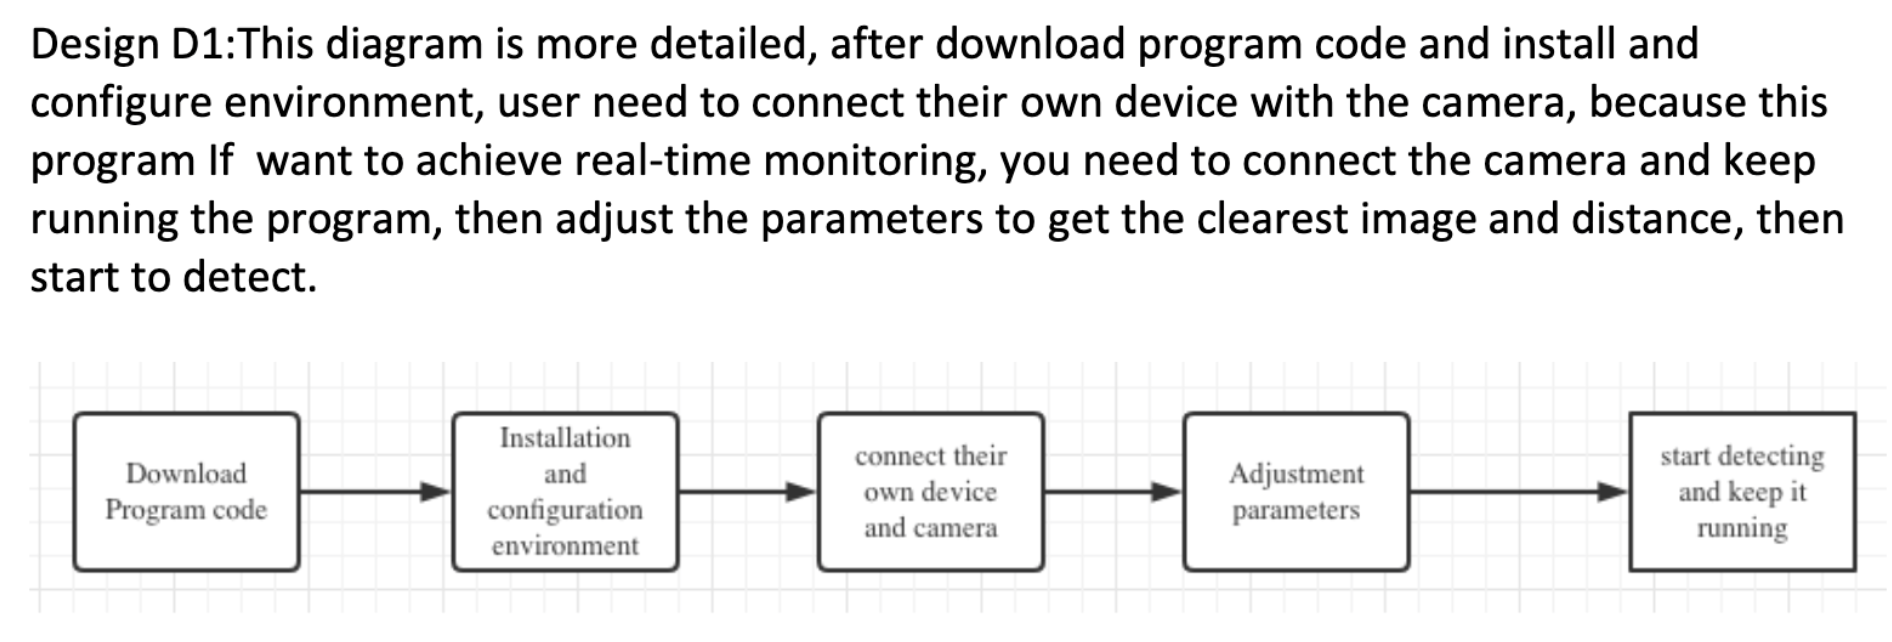 Design D1:This diagram is more detailed, after download program code and install and
configure environment, user need to connect their own device with the camera, because this
program If  want to achieve real-time monitoring, you need to connect the camera and keep
running the program, then adjust the parameters to get the clearest image and distance, then
start to detect.
Download
Program code
Installation
and
configuration
environment
connect their
own device
and camera
Adjustment
parameters
start detecting
and keep it
running